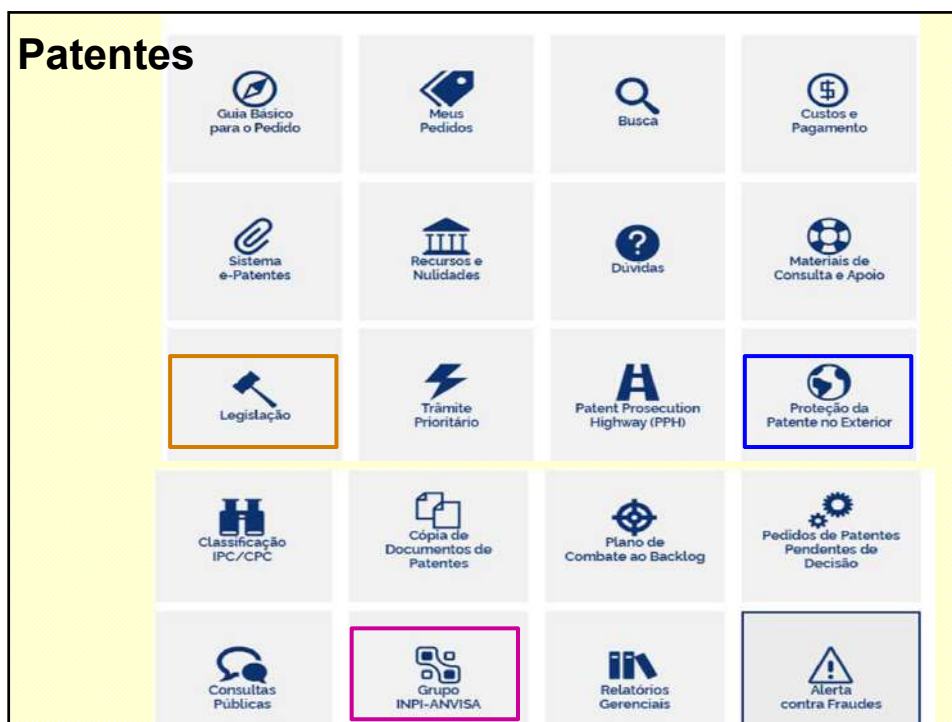 Patentes
Guia Básico
para o Pedido
Meus
Pedidos
Busca
Custos e
Pagamento
Sistema
e-Patentes
Recursos e
Nulidades
Dúvidas
Materiais de
Consulta e Apoio
Legislação
Trâmite
Prioritário
Patent Prosecution
Highway (PPH)
Proteção da
Patente no Exterior
Classificação
IPC/CPC
Cópia de
Documentos de
Patentes
Plano de
Combate ao Backlog
Pedidos de Patentes
Pendentes de
Decisão
Consultas
Públicas
Grupo
INPI-ANVISA
Relatórios
Gerenciais
Alerta
contra Fraudes